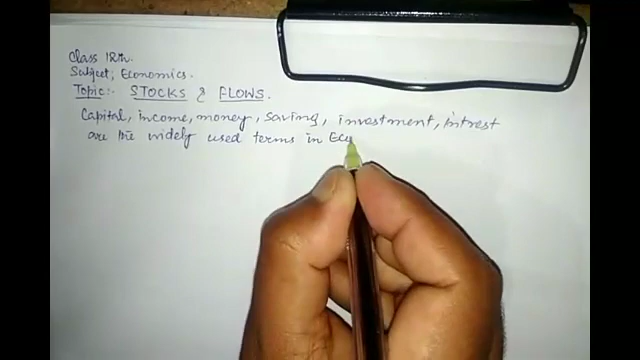 Class 12th.
Subject; Economics.
Topic:- STOCKS & FLOWS.
Capital, income, money, saving, investment, intrest
are the widely used terms in Eco